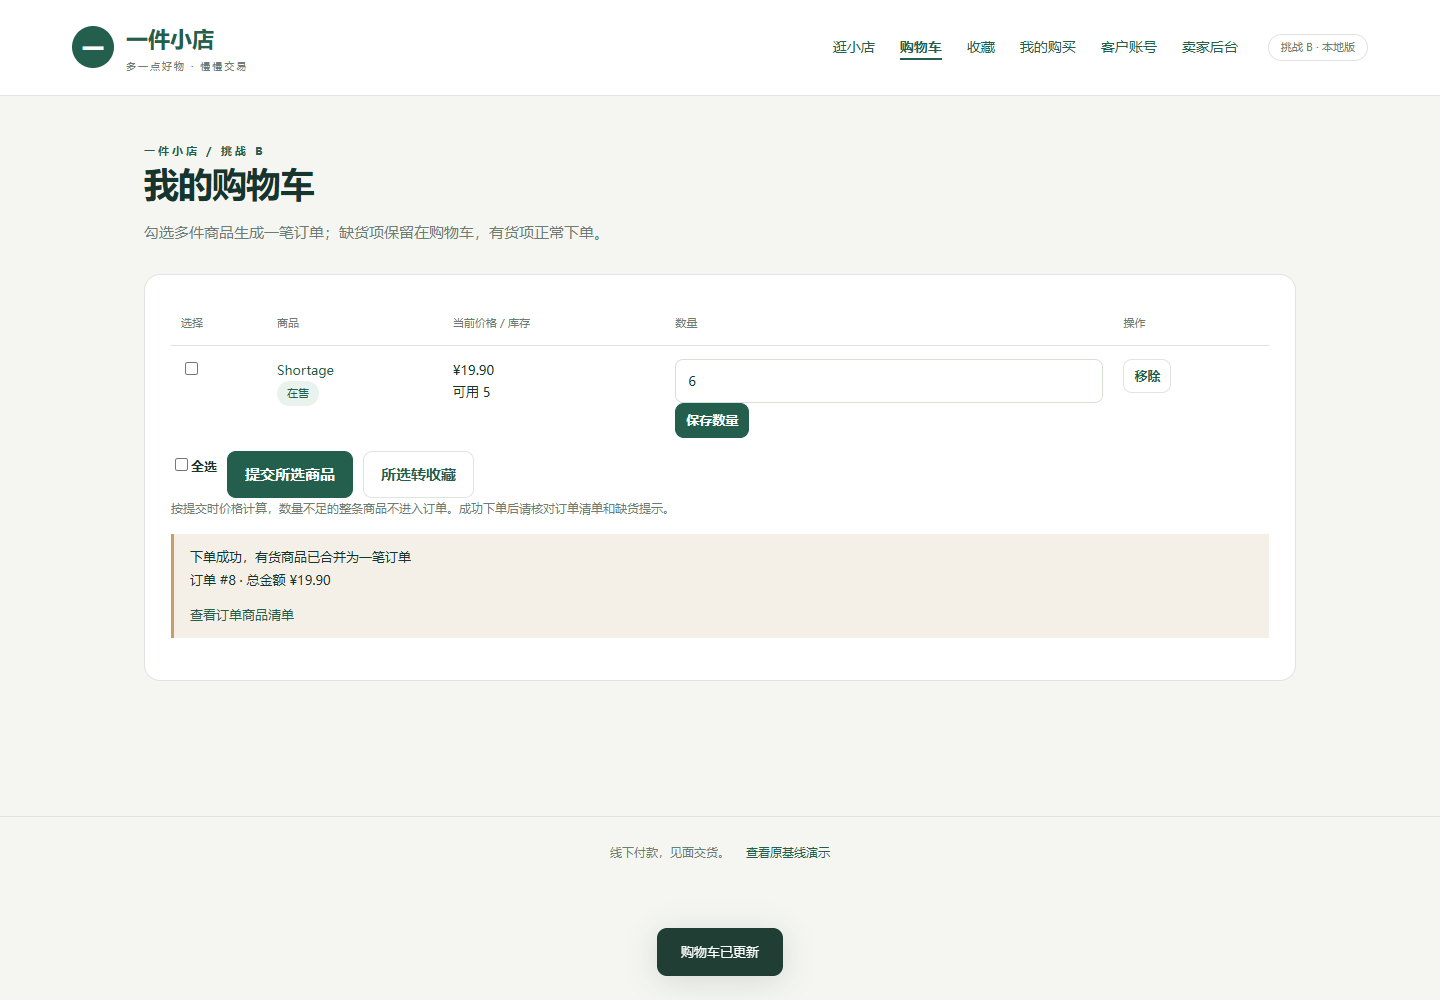 一件小店
多一点好物 · 慢慢交易
逛小店 购物车 收藏 我的购买 客户账号 卖家后台 挑战 B · 本地版
一件小店 / 挑战 B
我的购物车
勾选多件商品生成一笔订单；缺货项保留在购物车，有货项正常下单。
选择 商品 当前价格 / 库存 数量 操作
Shortage ¥19.90 6 移除
在售 可用 5
保存数量
全选 提交所选商品 所选转收藏
按提交时价格计算，数量不足的整条商品不进入订单。成功下单后请核对订单清单和缺货提示。
下单成功，有货商品已合并为一笔订单
订单 #8 · 总金额 ¥19.90
查看订单商品清单
线下付款，见面交货。 查看原基线演示
购物车已更新